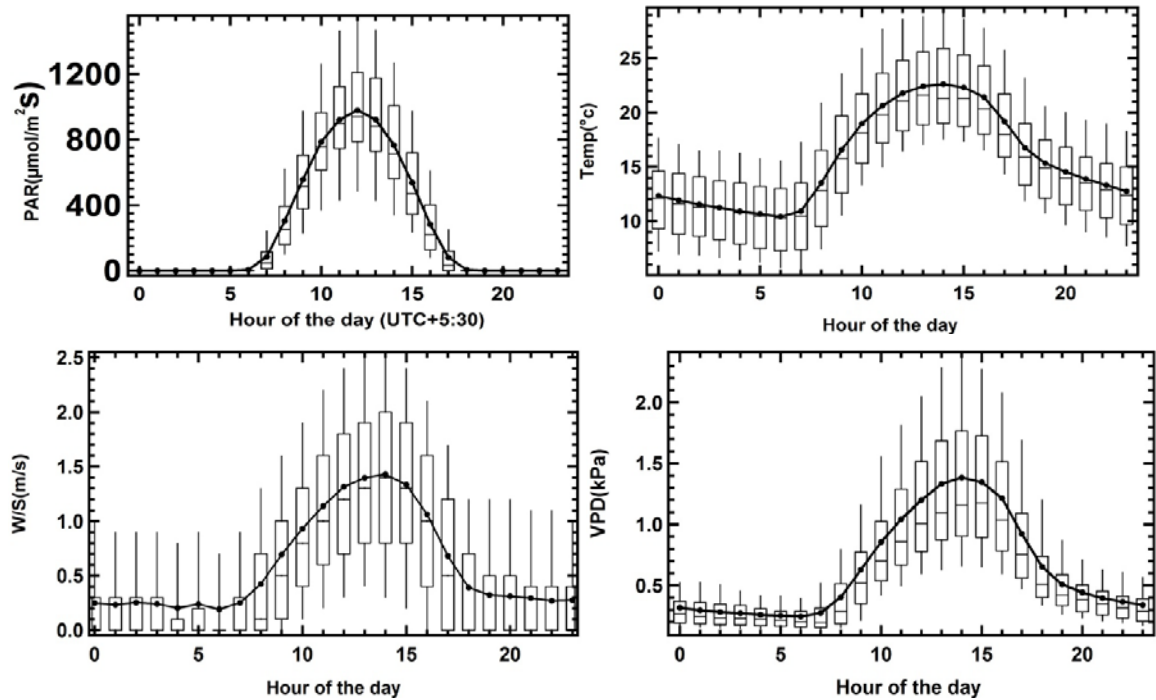 PAR(µmol/m²s)
1200
800
400
0
0 5 10 15 20
Hour of the day (UTC+5:30)
Temp(°c)
25
20
15
10
0 5 10 15 20
Hour of the day
W/S(m/s)
2.5
2.0
1.5
1.0
0.5
0.0
0 5 10 15 20
Hour of the day
VPD(kPa)
2.0
1.5
1.0
0.5
0 5 10 15 20
Hour of the day